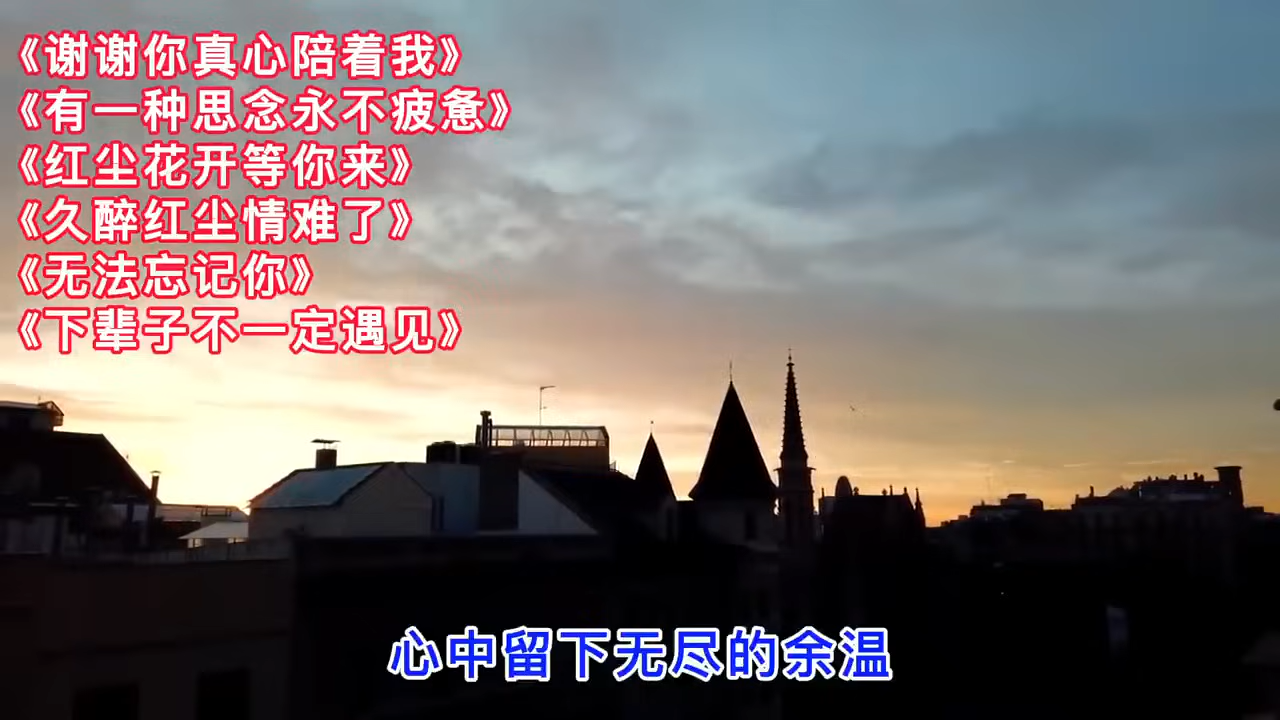 《谢谢你真心陪着我》
《有一种思念永不疲惫》
《红尘花开等你来》
《久醉红尘情难了》
《无法忘记你》
《下辈子不一定遇见》
心中留下无尽的余温